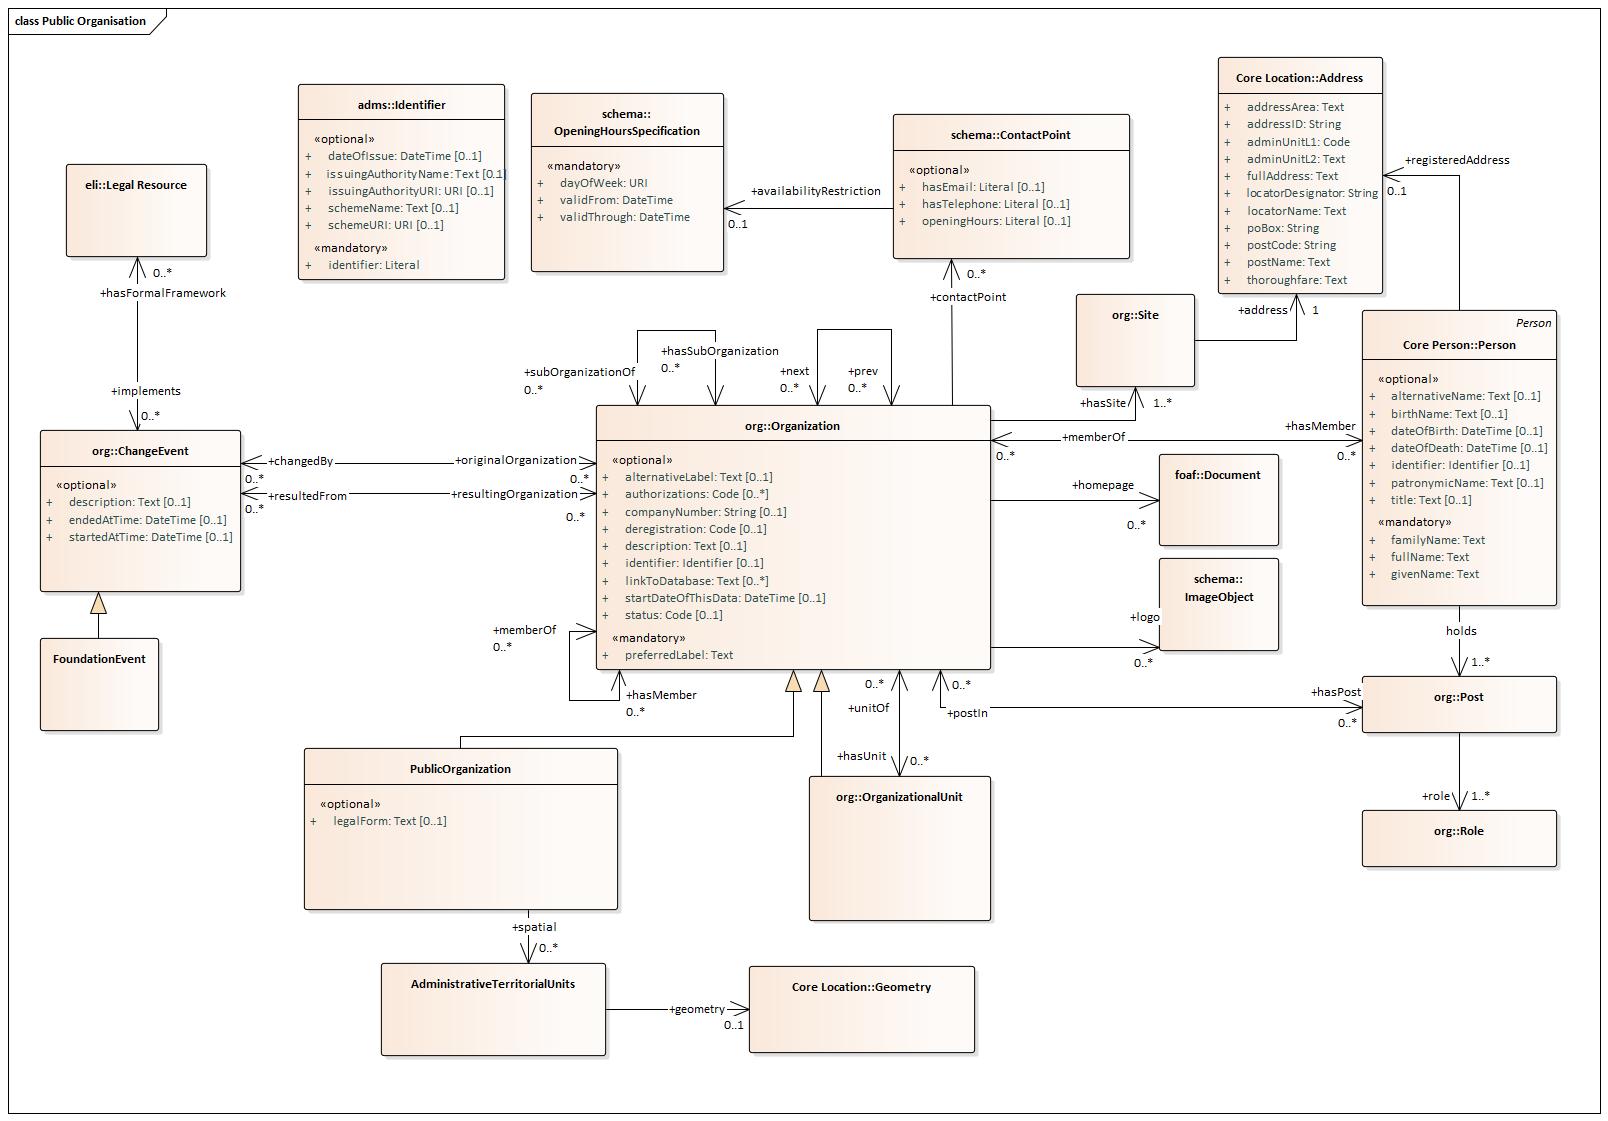 class Public Organisation
Core Location::Address
+ addressArea: Text
+ addressID: String
+ adminUnitL1: Code
+ adminUnitL2: Text
+ fullAddress: Text
+ locatorDesignator: String
+ locatorName: Text
+ poBox: String
+ postCode: String
+ postName: Text
+ thoroughfare: Text
adms::Identifier
«optional»
+ dateOfIssue: DateTime [0..1]
+ issuingAuthorityName: Text [0.1]
+ issuingAuthorityURI: URI [0..1]
+ schemeName: Text [0..1]
+ schemeURI: URI [0..1]
«mandatory»
+ identifier: Literal
schema::
OpeningHoursSpecification
«mandatory»
+ dayOfWeek: URI
+ validFrom: DateTime
+ validThrough: DateTime
+availabilityRestriction
0..1
schema::ContactPoint
«optional»
+ hasEmail: Literal [0..1]
+ hasTelephone: Literal [0..1]
+ openingHours: Literal [0..1]
0..*
+contactPoint
+registeredAddress
0..1
eli::Legal Resource
0..*
+hasFormalFramework
+implements
0..*
org::Site
+address
1
+hasSite
1..*
Person
Core Person::Person
«optional»
+ alternativeName: Text [0..1]
+ birthName: Text [0..1]
+ dateOfBirth: DateTime [0..1]
+ dateOfDeath: DateTime [0..1]
+ identifier: Identifier [0..1]
+ patronymicName: Text [0..1]
+ title: Text [0..1]
«mandatory»
+ familyName: Text
+ fullName: Text
+ givenName: Text
+subOrganizationOf
0..*
+hasSubOrganization
0..*
+next
0..*
+prev
0..*
org::Organization
«optional»
+ alternativeLabel: Text [0..1]
+ authorizations: Code [0..*]
+ companyNumber: String [0..1]
+ deregistration: Code [0..1]
+ description: Text [0..1]
+ identifier: Identifier [0..1]
+ linkToDatabase: Text [0..*]
+ startDateOfThisData: DateTime [0..1]
+ status: Code [0..1]
«mandatory»
+ preferredLabel: Text
+memberOf
0..*
+hasMember
0..*
org::ChangeEvent
«optional»
+ description: Text [0..1]
+ endedAtTime: DateTime [0..1]
+ startedAtTime: DateTime [0..1]
+changedBy
0..*
+originalOrganization
0..*
+resultedFrom
0..*
+resultingOrganization
0..*
foaf::Document
+homepage
0..*
schema::
ImageObject
+logo
0..*
+memberOf
0..*
+hasMember
0..*
FoundationEvent
holds
1..*
org::Post
+hasPost
0..*
0..*
+postIn
0..*
+unitOf
+hasUnit
0..*
PublicOrganization
«optional»
+ legalForm: Text [0..1]
org::OrganizationalUnit
+role
1..*
org::Role
+spatial
0..*
AdministrativeTerritorialUnits
+geometry
0..1
Core Location::Geometry